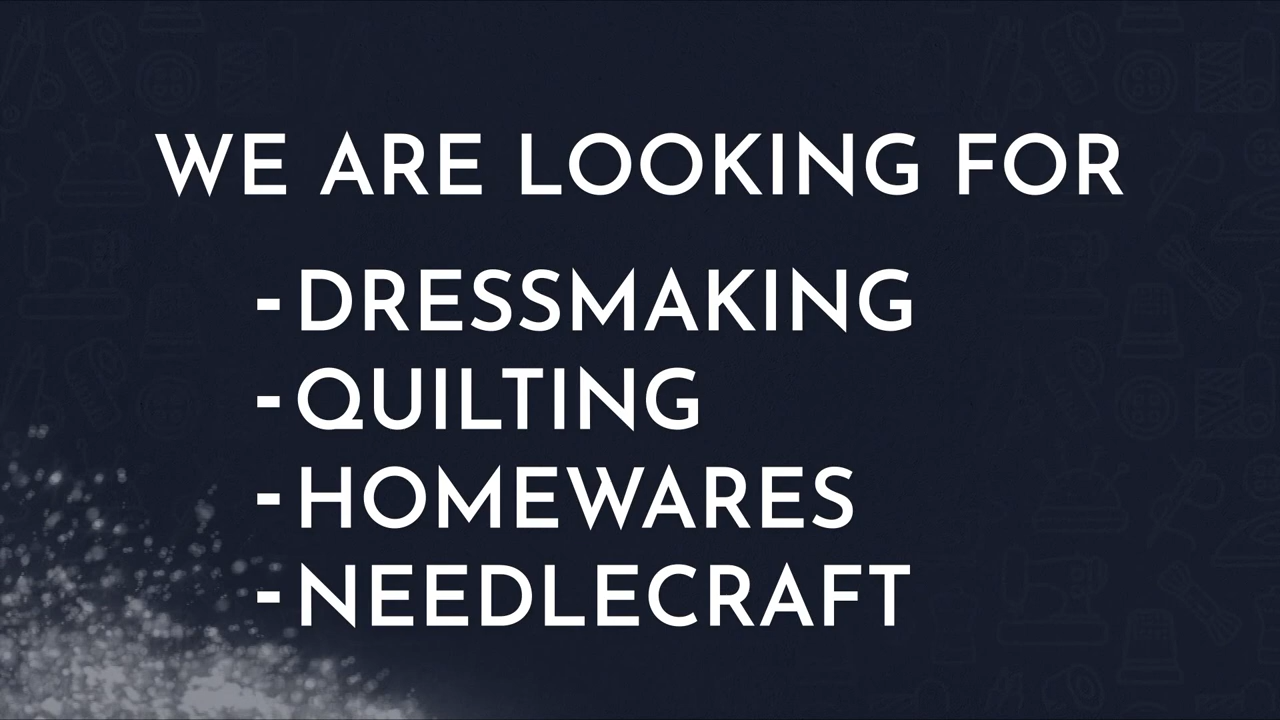 WE ARE LOOKING FOR
-DRESSMAKING
-QUILTING
-HOMEWARES
-NEEDLECRAFT